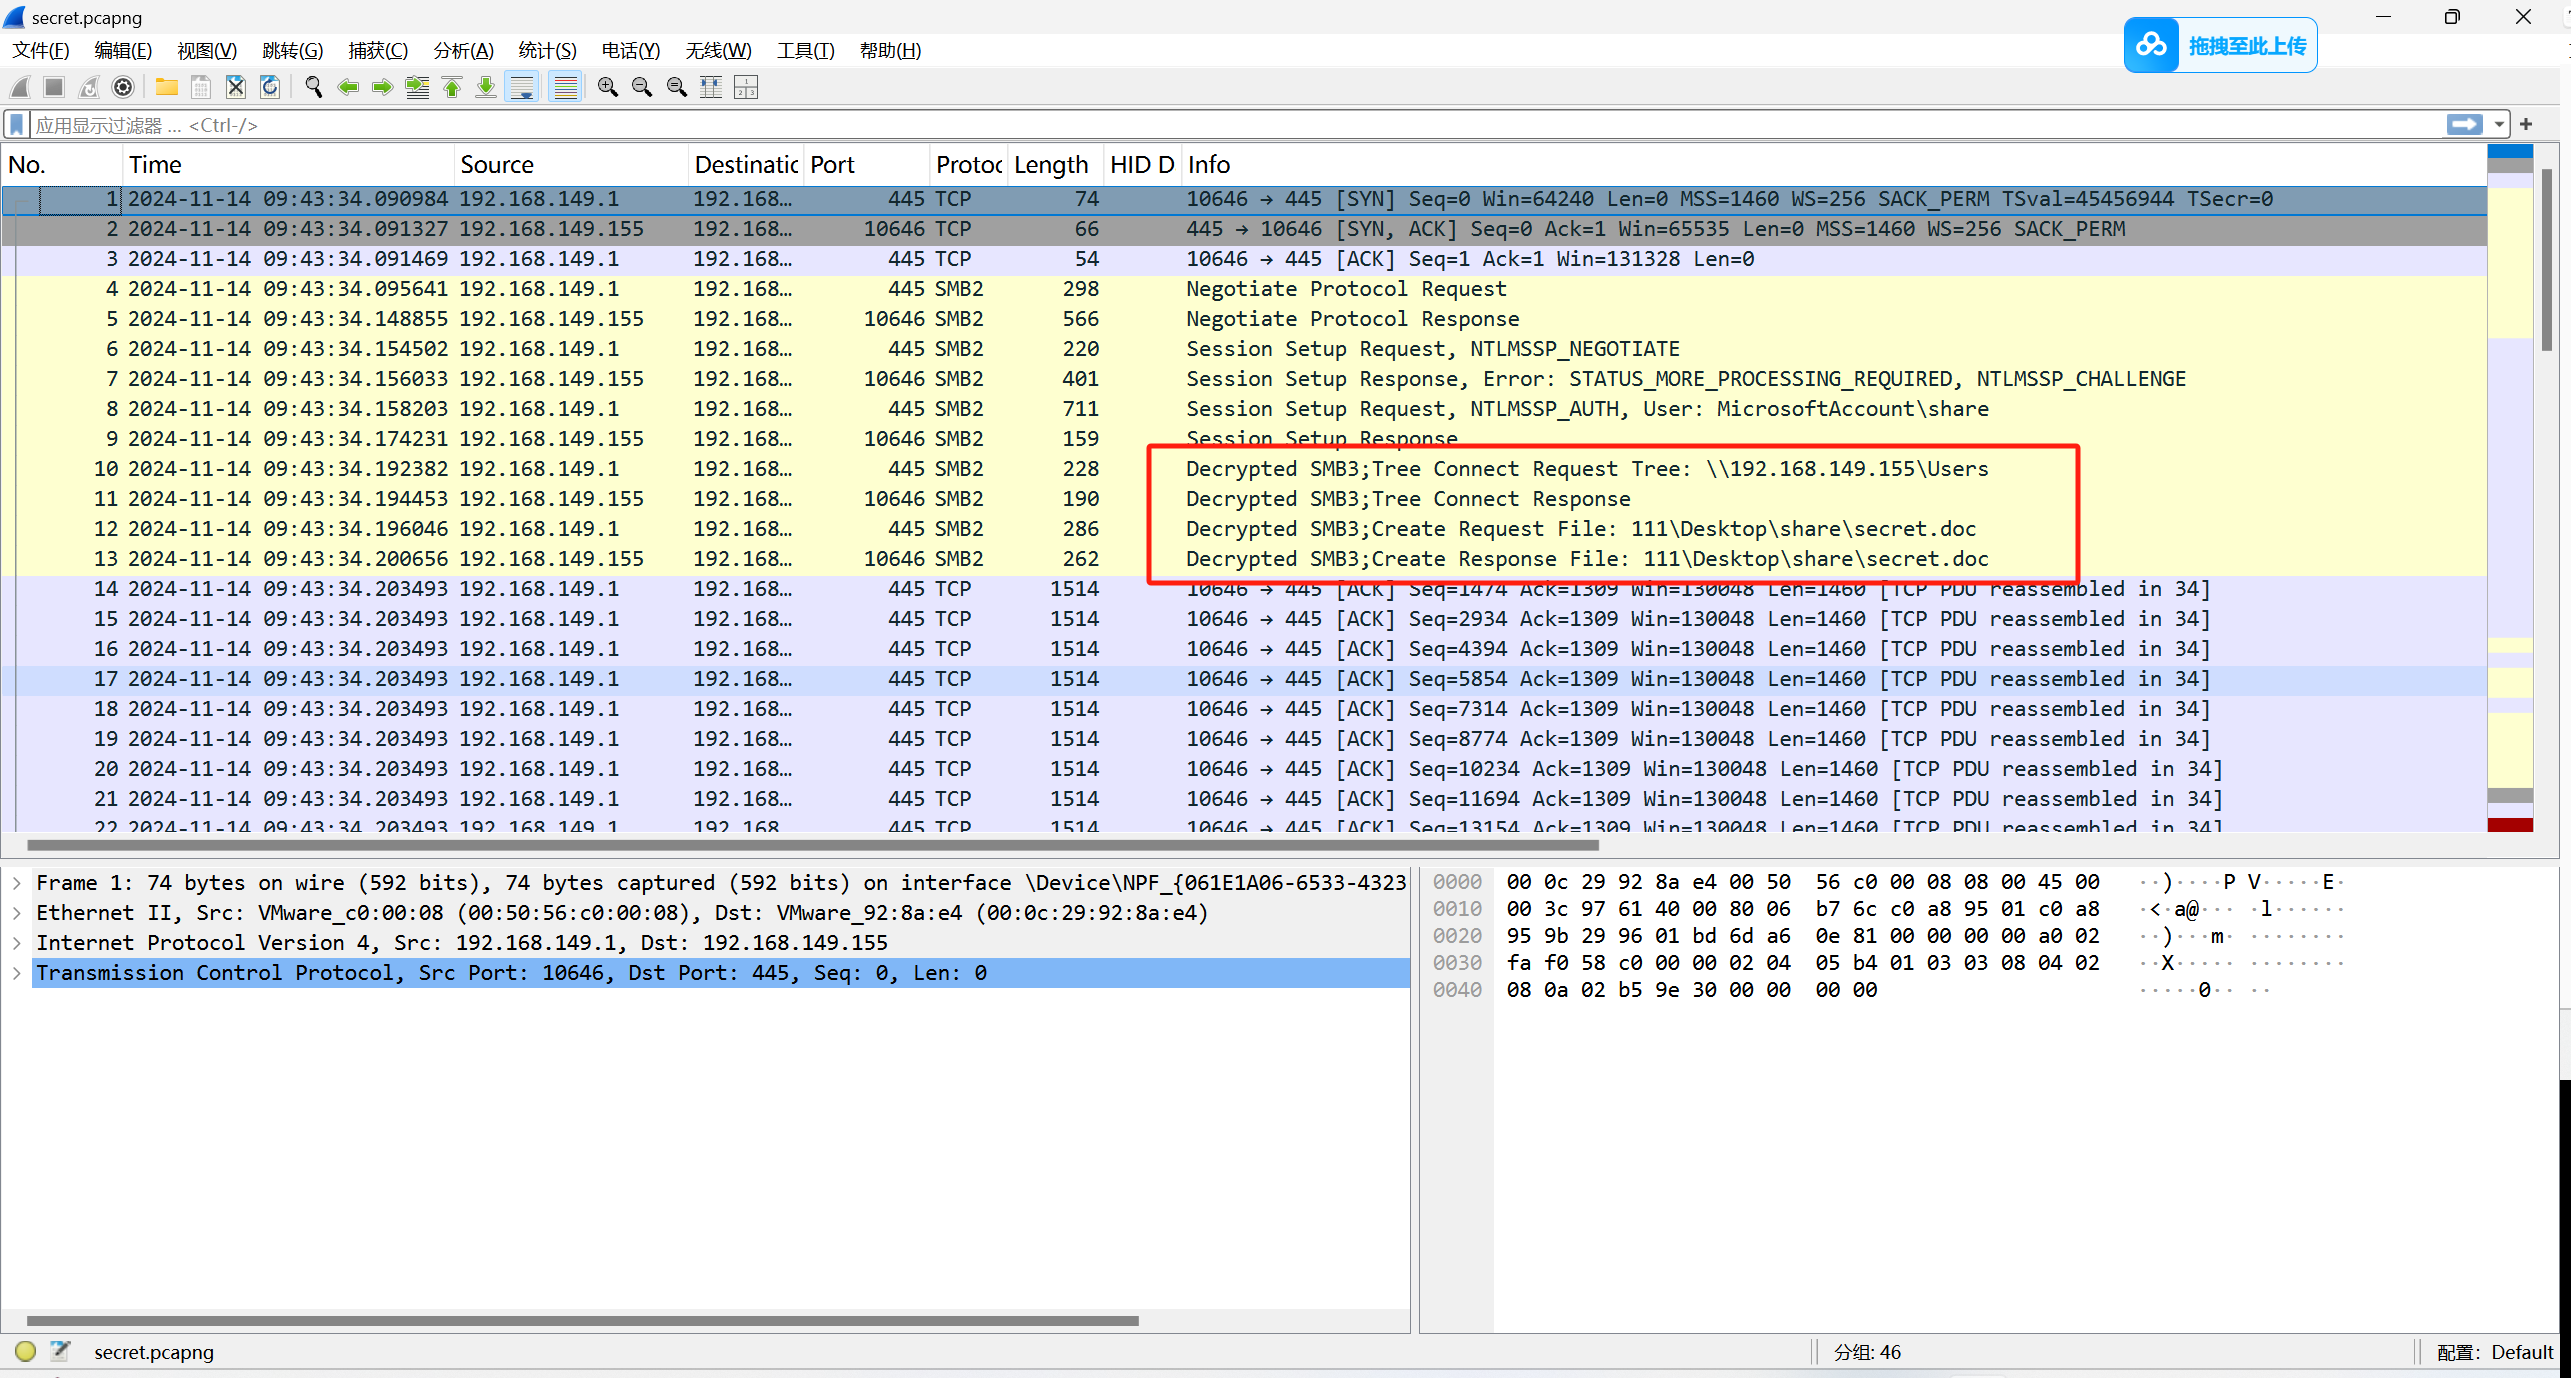 secret.pcapng
文件(F) 编辑(E) 视图(V) 跳转(G) 捕获(C) 分析(A) 统计(S) 电话(Y) 无线(W) 工具(T) 帮助(H)
拖拽至此上传
应用显示过滤器 … <Ctrl-/>
No. Time Source Destinatic Port Protoc Length HID D Info
1 2024-11-14 09:43:34.090984 192.168.149.1 192.168… 445 TCP 74 10646 → 445 [SYN] Seq=0 Win=64240 Len=0 MSS=1460 WS=256 SACK_PERM TSval=45456944 TSecr=0
2 2024-11-14 09:43:34.091327 192.168.149.155 192.168… 10646 TCP 66 445 → 10646 [SYN, ACK] Seq=0 Ack=1 Win=65535 Len=0 MSS=1460 WS=256 SACK_PERM
3 2024-11-14 09:43:34.091469 192.168.149.1 192.168… 445 TCP 54 10646 → 445 [ACK] Seq=1 Ack=1 Win=131328 Len=0
4 2024-11-14 09:43:34.095641 192.168.149.1 192.168… 445 SMB2 298 Negotiate Protocol Request
5 2024-11-14 09:43:34.148855 192.168.149.155 192.168… 10646 SMB2 566 Negotiate Protocol Response
6 2024-11-14 09:43:34.154502 192.168.149.1 192.168… 445 SMB2 220 Session Setup Request, NTLMSSP_NEGOTIATE
7 2024-11-14 09:43:34.156033 192.168.149.155 192.168… 10646 SMB2 401 Session Setup Response, Error: STATUS_MORE_PROCESSING_REQUIRED, NTLMSSP_CHALLENGE
8 2024-11-14 09:43:34.158203 192.168.149.1 192.168… 445 SMB2 711 Session Setup Request, NTLMSSP_AUTH, User: MicrosoftAccount\share
9 2024-11-14 09:43:34.174231 192.168.149.155 192.168… 10646 SMB2 159 Session Setup Response
10 2024-11-14 09:43:34.192382 192.168.149.1 192.168… 445 SMB2 228 Decrypted SMB3;Tree Connect Request Tree: \\192.168.149.155\Users
11 2024-11-14 09:43:34.194453 192.168.149.155 192.168… 10646 SMB2 190 Decrypted SMB3;Tree Connect Response
12 2024-11-14 09:43:34.196046 192.168.149.1 192.168… 445 SMB2 286 Decrypted SMB3;Create Request File: 111\Desktop\share\secret.doc
13 2024-11-14 09:43:34.200656 192.168.149.155 192.168… 10646 SMB2 262 Decrypted SMB3;Create Response File: 111\Desktop\share\secret.doc
14 2024-11-14 09:43:34.203493 192.168.149.1 192.168… 445 TCP 1514 10646 → 445 [ACK] Seq=1474 Ack=1309 Win=130048 Len=1460 [TCP PDU reassembled in 34]
15 2024-11-14 09:43:34.203493 192.168.149.1 192.168… 445 TCP 1514 10646 → 445 [ACK] Seq=2934 Ack=1309 Win=130048 Len=1460 [TCP PDU reassembled in 34]
16 2024-11-14 09:43:34.203493 192.168.149.1 192.168… 445 TCP 1514 10646 → 445 [ACK] Seq=4394 Ack=1309 Win=130048 Len=1460 [TCP PDU reassembled in 34]
17 2024-11-14 09:43:34.203493 192.168.149.1 192.168… 445 TCP 1514 10646 → 445 [ACK] Seq=5854 Ack=1309 Win=130048 Len=1460 [TCP PDU reassembled in 34]
18 2024-11-14 09:43:34.203493 192.168.149.1 192.168… 445 TCP 1514 10646 → 445 [ACK] Seq=7314 Ack=1309 Win=130048 Len=1460 [TCP PDU reassembled in 34]
19 2024-11-14 09:43:34.203493 192.168.149.1 192.168… 445 TCP 1514 10646 → 445 [ACK] Seq=8774 Ack=1309 Win=130048 Len=1460 [TCP PDU reassembled in 34]
20 2024-11-14 09:43:34.203493 192.168.149.1 192.168… 445 TCP 1514 10646 → 445 [ACK] Seq=10234 Ack=1309 Win=130048 Len=1460 [TCP PDU reassembled in 34]
21 2024-11-14 09:43:34.203493 192.168.149.1 192.168… 445 TCP 1514 10646 → 445 [ACK] Seq=11694 Ack=1309 Win=130048 Len=1460 [TCP PDU reassembled in 34]
22 2024-11-14 09:43:34.203493 192.168.149.1 192.168 445 TCP 1514 10646 → 445 [ACK] Seq=13154 Ack=1309 Win=130048 Len=1460 [TCP PDU reassembled in 34]
Frame 1: 74 bytes on wire (592 bits), 74 bytes captured (592 bits) on interface \Device\NPF_{061E1A06-6533-4323
Ethernet II, Src: VMware_c0:00:08 (00:50:56:c0:00:08), Dst: VMware_92:8a:e4 (00:0c:29:92:8a:e4)
Internet Protocol Version 4, Src: 192.168.149.1, Dst: 192.168.149.155
Transmission Control Protocol, Src Port: 10646, Dst Port: 445, Seq: 0, Len: 0
0000 00 0c 29 92 8a e4 00 50 56 c0 00 08 08 00 45 00 ··)····P V·····E·
0010 00 3c 97 61 40 00 80 06 b7 6c c0 a8 95 01 c0 a8 ·<·a@··· ·l······
0020 95 9b 29 96 01 bd 6d a6 0e 81 00 00 00 00 a0 02 ··)···m· ········
0030 fa f0 58 c0 00 00 02 04 05 b4 01 03 03 08 04 02 ··X····· ········
0040 08 0a 02 b5 9e 30 00 00 00 00 ·····0·· ··
secret.pcapng
分组: 46
配置: Default